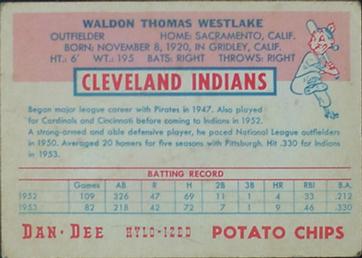 WALDON THOMAS WESTLAKE
OUTFIELDER HOME: SACRAMENTO, CALIF.
BORN: NOVEMBER 8, 1920, IN GRIDLEY, CALIF.
HT.: 6' WT.: 195 BATS: RIGHT THROWS: RIGHT
CLEVELAND INDIANS
Began major league career with Pirates in 1947. Also played
for Cardinals and Cincinnati before coming to Indians in 1952.
A strong-armed and able defensive player, he paced National League outfielders
in 1950. Averaged 20 homers for five seasons with Pittsburgh. Hit .330 for Indians
in 1953.
BATTING RECORD
Games AB R H 2B 3B HR RBI B.A.
1952 109 326 47 69 11 1 4 33 .212
1953 82 218 42 72 7 1 9 46 .330
DAN-DEE POTATO CHIPS